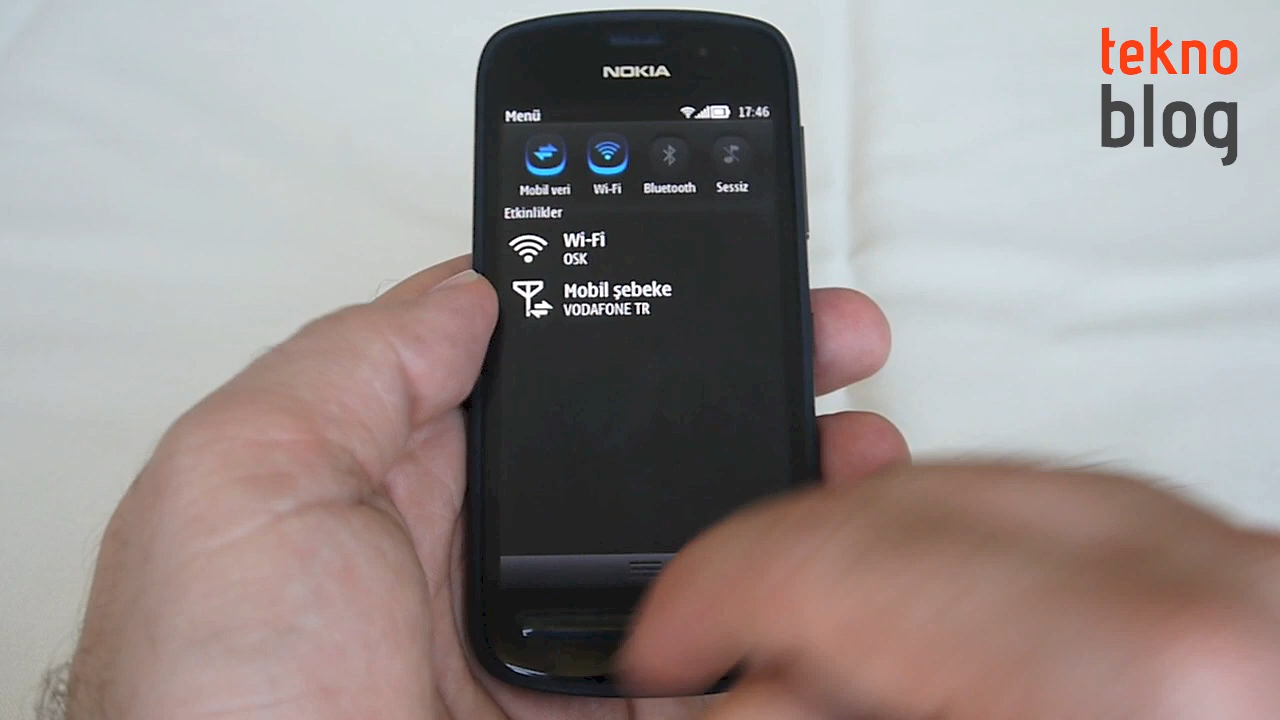 tekno
blog
NOKIA
Menü 17:46
Mobil veri Wi-Fi Bluetooth Sessiz
Etkinlikler
Wi-Fi
OSK
Mobil şebeke
VODAFONE TR